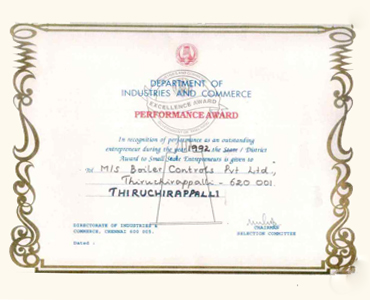 DEPARTMENT OF
INDUSTRIES AND COMMERCE
EXCELLENCE AWARD
PERFORMANCE AWARD
In recognition of performance as an outstanding
entrepreneur during the year 1992 the State / District
Award to Small Scale Entrepreneurs is given to
M/S Boiler Controls Pvt Ltd.,
Thiruchirappalli - 620 001.
THIRUCHIRAPPALLI
DIRECTORATE OF INDUSTRIES &
COMMERCE, CHENNAI 600 005.
Dated :
CHAIRMAN
SELECTION COMMITTEE